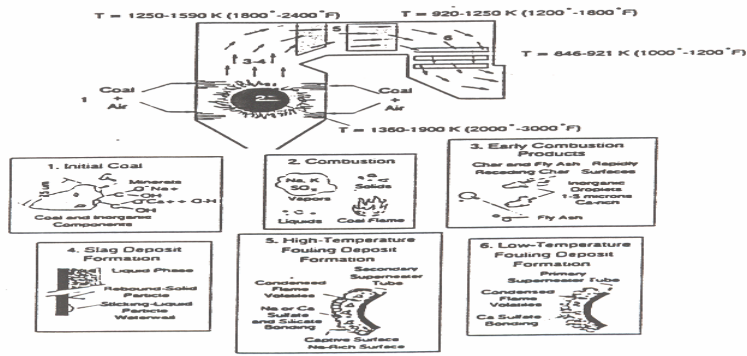 T = 1250-1590 K (1800°-2400°F)
T = 920-1250 K (1200°-1800°F)
5
6
T = 646-921 K (1000°-1200°F)
3-4
1
Coal
+
Air
2
Coal
+
Air
T = 1360-1900 K (2000°-3000°F)
1. Initial Coal
Minerals
O Na+
OH
O Ca++ O-H
OH
Coal and Inorganic
Components
2. Combustion
Na, K
SOx
Vapors
Solids
Liquids
Coal Flame
3. Early Combustion
Products
Char and Fly Ash Rapidly
Receding Char Surfaces
Inorganic
Droplets
1-5 microns
Ca-rich
Fly Ash
4. Slag Deposit
Formation
Liquid Phase
Rebound-Solid
Particle
Sticking-Liquid
Particle
Waterwall
5. High-Temperature
Fouling Deposit
Formation
Secondary
Superheater
Tube
Condensed
Flame
Volatiles
Na or Ca
Sulfate
and Silicate
Bonding
Captive Surface
Na-Rich Surface
6. Low-Temperature
Fouling Deposit
Formation
Primary
Superheater Tube
Condensed
Flame
Volatiles
Ca Sulfate
Bonding